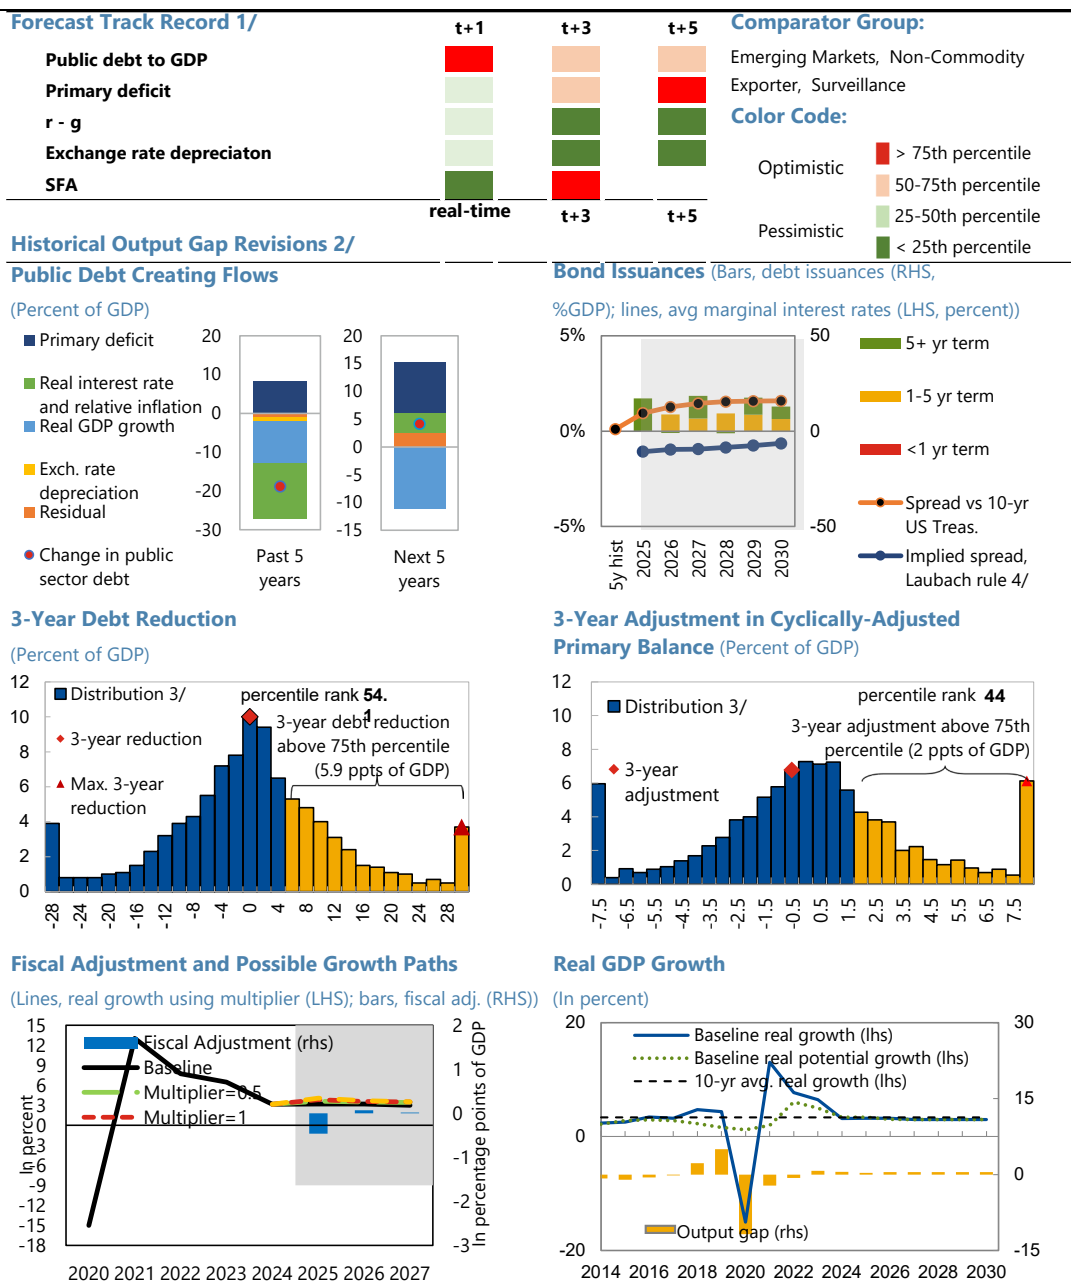 Forecast Track Record 1/
t+1 t+3 t+5
Public debt to GDP
Primary deficit
r - g
Exchange rate depreciaton
SFA
real-time t+3 t+5
Historical Output Gap Revisions 2/
Comparator Group:
Emerging Markets, Non-Commodity
Exporter, Surveillance
Color Code:
Optimistic
> 75th percentile
50-75th percentile
25-50th percentile
Pessimistic
< 25th percentile
Public Debt Creating Flows
(Percent of GDP)
Primary deficit
Real interest rate
and relative inflation
Real GDP growth
Exch. rate
depreciation
Residual
Change in public
sector debt
20
10
0
-10
-20
-30
Past 5
years
20
15
10
5
0
-5
-10
-15
Next 5
years
Bond Issuances (Bars, debt issuances (RHS,
%GDP); lines, avg marginal interest rates (LHS, percent))
5%
0%
-5%
50
0
-50
5y hist 2025 2026 2027 2028 2029 2030
5+ yr term
1-5 yr term
<1 yr term
Spread vs 10-yr
US Treas.
Implied spread,
Laubach rule 4/
3-Year Debt Reduction
(Percent of GDP)
12
10
8
6
4
2
0
Distribution 3/
3-year reduction
Max. 3-year
reduction
percentile rank 54.
1
3-year debt reduction
above 75th percentile
(5.9 ppts of GDP)
-28 -24 -20 -16 -12 -8 -4 0 4 8 12 16 20 24 28
3-Year Adjustment in Cyclically-Adjusted
Primary Balance (Percent of GDP)
12
10
8
6
4
2
0
Distribution 3/
3-year
adjustment
percentile rank 44
3-year adjustment above 75th
percentile (2 ppts of GDP)
-7.5 -6.5 -5.5 -4.5 -3.5 -2.5 -1.5 -0.5 0.5 1.5 2.5 3.5 4.5 5.5 6.5 7.5
Fiscal Adjustment and Possible Growth Paths
(Lines, real growth using multiplier (LHS); bars, fiscal adj. (RHS))
In percent
15
12
9
6
3
0
-3
-6
-9
-12
-15
-18
Fiscal Adjustment (rhs)
Baseline
Multiplier=0.5
Multiplier=1
2
1
0
-1
-2
-3
In percentage points of GDP
2020 2021 2022 2023 2024 2025 2026 2027
Real GDP Growth
(In percent)
20
0
-20
Baseline real growth (lhs)
Baseline real potential growth (lhs)
10-yr avg. real growth (lhs)
Output gap (rhs)
30
15
0
-15
2014 2016 2018 2020 2022 2024 2026 2028 2030